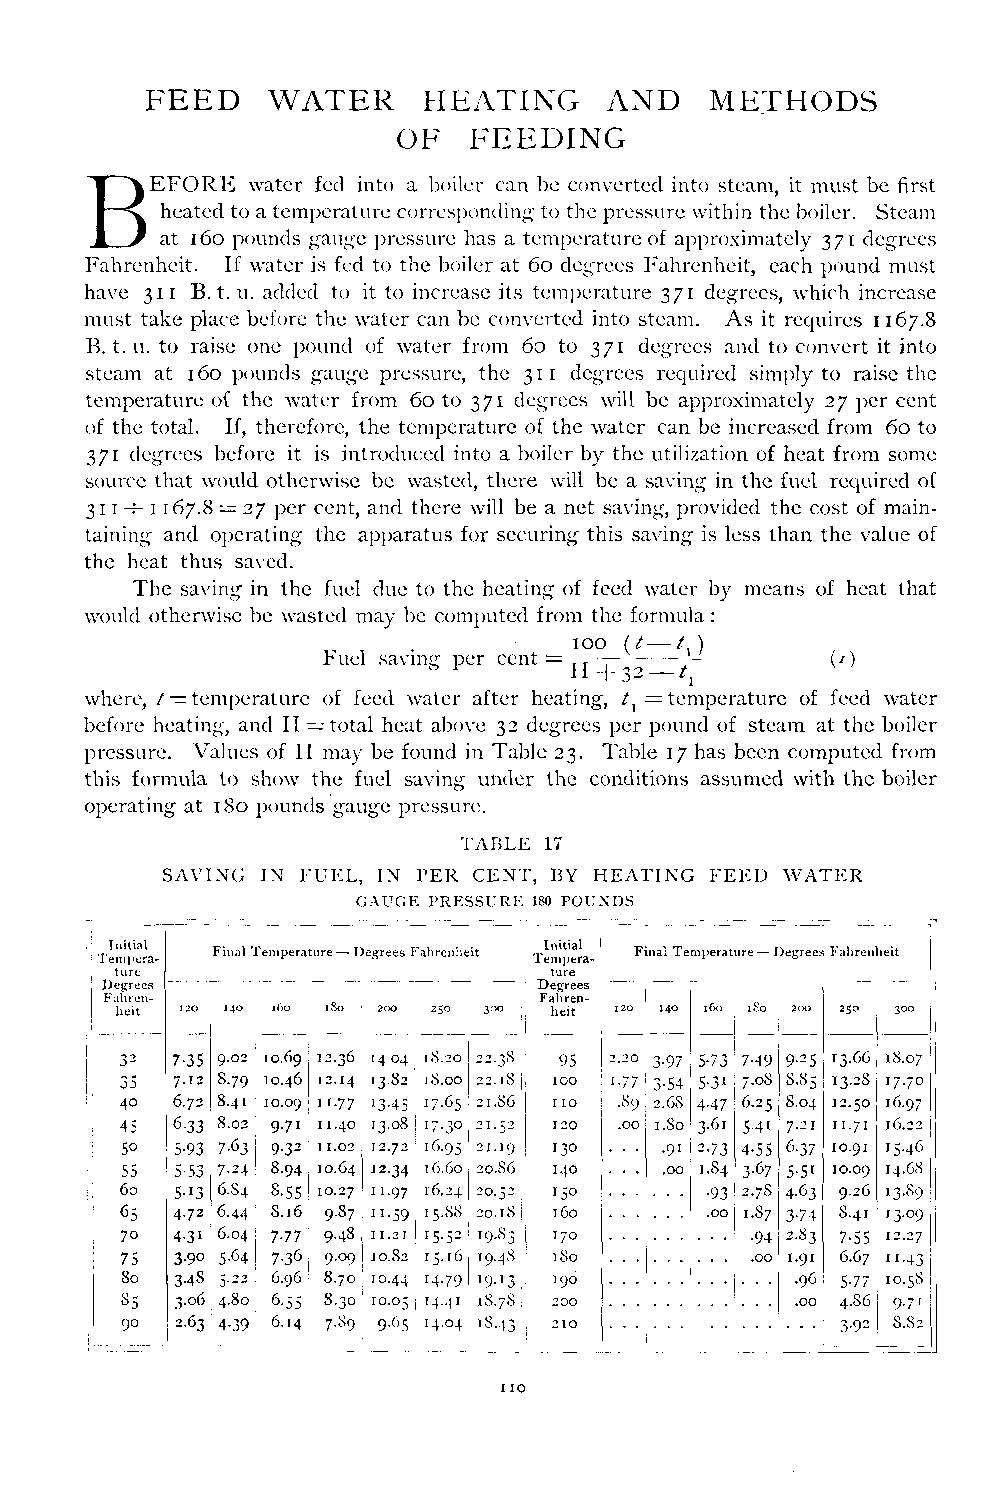 FEED WATER HEATING AND METHODS
OF FEEDING
BEFORE water fed into a boiler can be converted into steam, it must be first
heated to a temperature corresponding to the pressure within the boiler. Steam
at 160 pounds gauge pressure has a temperature of approximately 371 degrees
Fahrenheit. If water is fed to the boiler at 60 degrees Fahrenheit, each pound must
have 311 B. t. u. added to it to increase its temperature 371 degrees, which increase
must take place before the water can be converted into steam. As it requires 1167.8
B. t. u. to raise one pound of water from 60 to 371 degrees and to convert it into
steam at 160 pounds gauge pressure, the 311 degrees required simply to raise the
temperature of the water from 60 to 371 degrees will be approximately 27 per cent
of the total. If, therefore, the temperature of the water can be increased from 60 to
371 degrees before it is introduced into a boiler by the utilization of heat from some
source that would otherwise be wasted, there will be a saving in the fuel required of
311 ÷ 1167.8 = 27 per cent, and there will be a net saving, provided the cost of main-
taining and operating the apparatus for securing this saving is less than the value of
the heat thus saved.
The saving in the fuel due to the heating of feed water by means of heat that
would otherwise be wasted may be computed from the formula:
100 (t — t₁)
Fuel saving per cent = (1)
H + 32 — t₁
where, t = temperature of feed water after heating, t₁ = temperature of feed water
before heating, and H = total heat above 32 degrees per pound of steam at the boiler
pressure. Values of H may be found in Table 23. Table 17 has been computed from
this formula to show the fuel saving under the conditions assumed with the boiler
operating at 180 pounds gauge pressure.
TABLE 17
SAVING IN FUEL, IN PER CENT, BY HEATING FEED WATER
GAUGE PRESSURE 180 POUNDS
Initial Tempera- ture Degrees Fahren- heit Final Temperature — Degrees Fahrenheit Initial Tempera- ture Degrees Fahren- heit Final Temperature — Degrees Fahrenheit
120 140 160 180 200 250 300 120 140 160 180 200 250 300
32 7.35 9.02 10.69 12.36 14.04 18.20 22.38 95 2.20 3.97 5.73 7.49 9.25 13.66 18.07
35 7.12 8.79 10.46 12.14 13.82 18.00 22.18 100 1.77 3.54 5.31 7.08 8.85 13.28 17.70
40 6.72 8.41 10.09 11.77 13.45 17.65 21.86 110 .89 2.68 4.47 6.25 8.04 12.50 16.97
45 6.33 8.02 9.71 11.40 13.08 17.30 21.52 120 .00 1.80 3.61 5.41 7.21 11.71 16.22
50 5.93 7.63 9.32 11.02 12.72 16.95 21.19 130 . . . .91 2.73 4.55 6.37 10.91 15.46
55 5.53 7.24 8.94 10.64 12.34 16.60 20.86 140 . . . .00 1.84 3.67 5.51 10.09 14.68
60 5.13 6.84 8.55 10.27 11.97 16.24 20.52 150 . . . . . . .93 2.78 4.63 9.26 13.89
65 4.72 6.44 8.16 9.87 11.59 15.88 20.18 160 . . . . . . .00 1.87 3.74 8.41 13.09
70 4.31 6.04 7.77 9.48 11.21 15.52 19.83 170 . . . . . . . . . .94 2.83 7.55 12.27
75 3.90 5.64 7.36 9.09 10.82 15.16 19.48 180 . . . . . . . . . .00 1.91 6.67 11.43
80 3.48 5.22 6.96 8.70 10.44 14.79 19.13 190 . . . . . . . . . . . . .96 5.77 10.58
85 3.06 4.80 6.55 8.30 10.05 14.41 18.78 200 . . . . . . . . . . . . .00 4.86 9.71
90 2.63 4.39 6.14 7.89 9.65 14.04 18.43 210 . . . . . . . . . . . . . . . 3.92 8.82
110